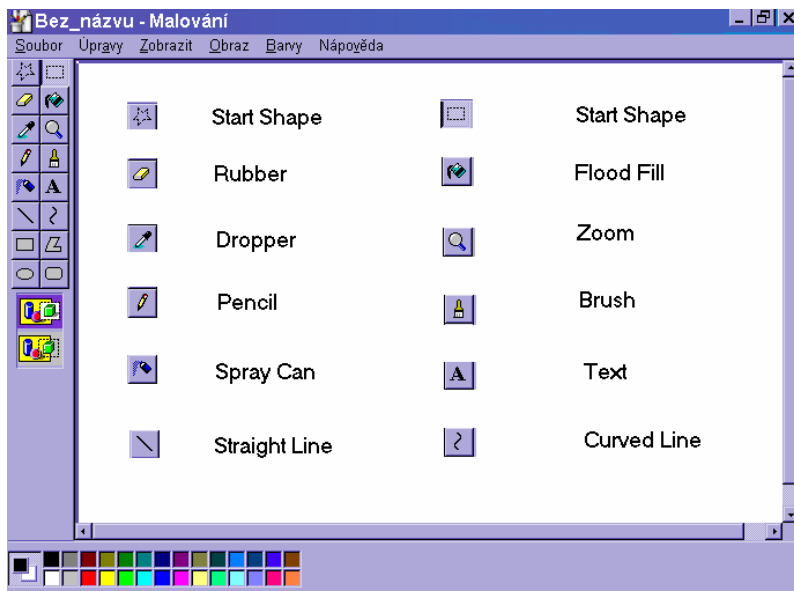 Bez_názvu - Malování
Soubor Úpravy Zobrazit Obraz Barvy Nápověda
Start Shape Start Shape
Rubber Flood Fill
Dropper Zoom
Pencil Brush
Spray Can A Text
Straight Line Curved Line
A